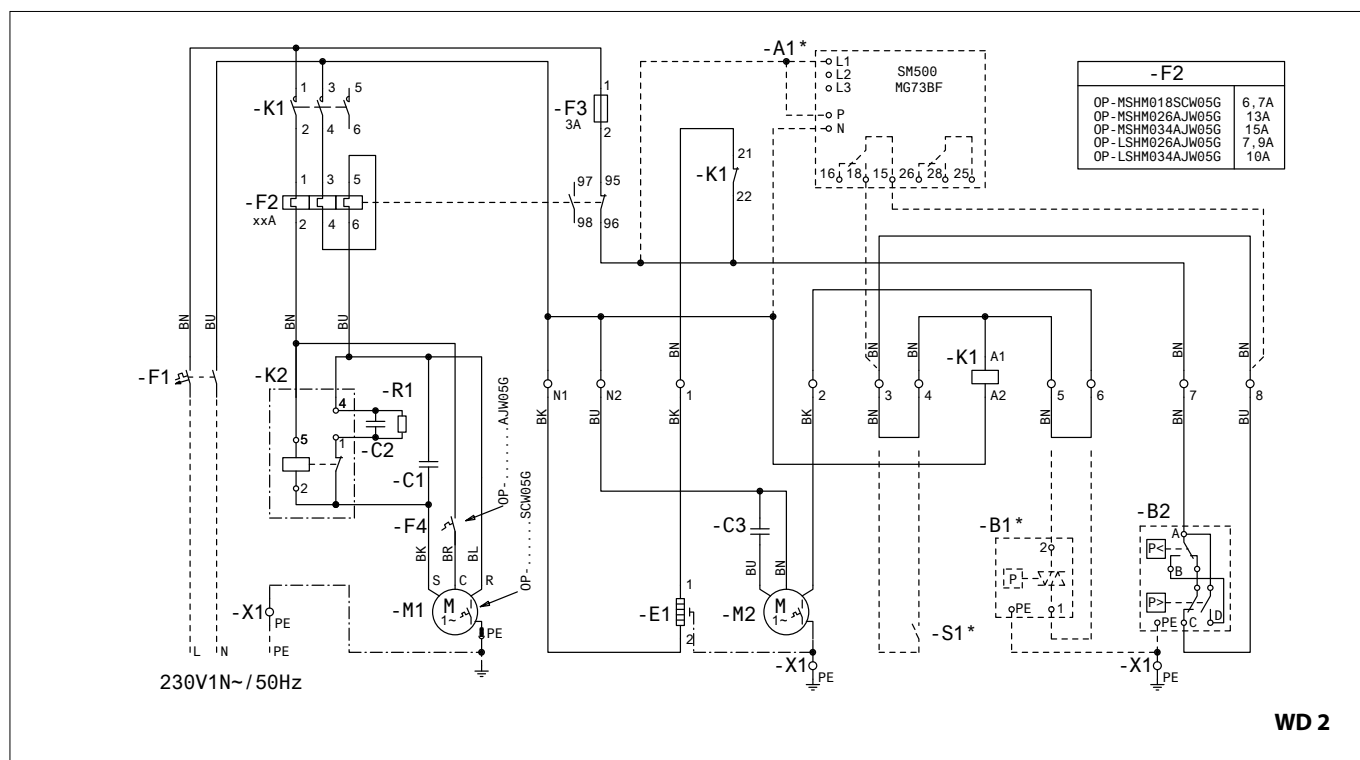 -A1*
L1
L2
L3
P
N
SM500
MG73BF
16 18 15 26 28 25
-F2
OP-MSHM018SCW05G 6,7A
OP-MSHM026AJW05G 13A
OP-MSHM034AJW05G 15A
OP-LSHM026AJW05G 7,9A
OP-LSHM034AJW05G 10A
-K1
1 3 5
2 4 6
-F3
3A
1
2
-K1
21
22
-F2
xxA
1 3 5
2 4 6
97 95
98 96
BN BU BN BU
BN BN BN BN BN BN BU
-F1
-K2
4
5
1
2
-R1
-C2
-C1
-F4
OP-......AJW05G
OP-......SCW05G
N1 N2 1 2 3 4 5 6 7 8
BK BU BK BN BN BU
-K1
A1
A2
BK BR BL
S C R
-M1
M
1~
PE
-X1
PE
PE
L N
230V1N~/50Hz
-E1
1
2
-C3
BU BN
-M2
M
1~
-X1
PE
-S1*
-B1*
2
P
PE
1
-B2
A
P<
B
P>
D
PE
C
-X1
PE
WD 2